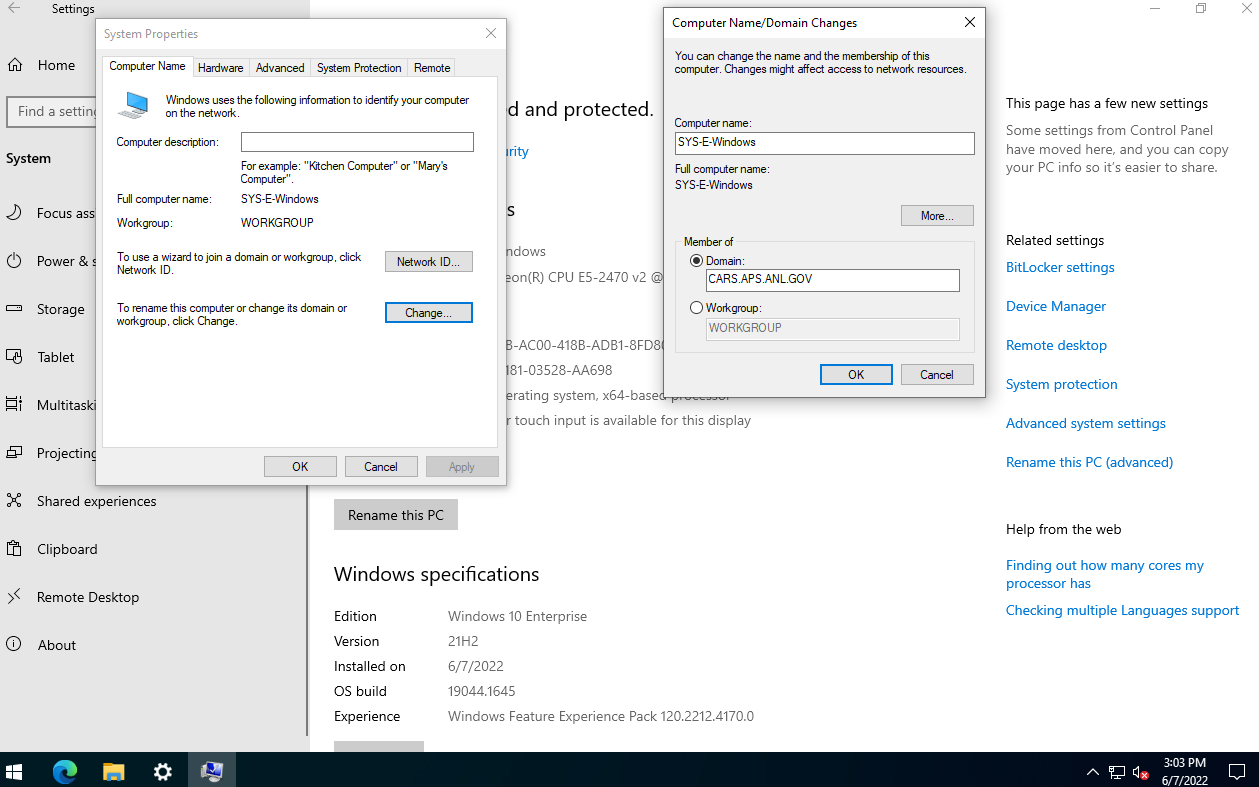 Settings
Home
Find a setting
System
Focus ass
Power & s
Storage
Tablet
Multitaski
Projecting
Shared experiences
Clipboard
Remote Desktop
About
System Properties
Computer Name
Hardware
Advanced
System Protection
Remote
Windows uses the following information to identify your computer
on the network.
Computer description:
For example: "Kitchen Computer" or "Mary's
Computer".
Full computer name: SYS-E-Windows
Workgroup: WORKGROUP
To use a wizard to join a domain or workgroup, click
Network ID.
Network ID...
To rename this computer or change its domain or
workgroup, click Change.
Change...
OK
Cancel
Apply
d and protected.
urity
s
ndows
eon(R) CPU E5-2470 v2 @
B-AC00-418B-ADB1-8FD80
181-03528-AA698
erating system, x64-based processor
r touch input is available for this display
Rename this PC
Windows specifications
Edition Windows 10 Enterprise
Version 21H2
Installed on 6/7/2022
OS build 19044.1645
Experience Windows Feature Experience Pack 120.2212.4170.0
Computer Name/Domain Changes
You can change the name and the membership of this
computer. Changes might affect access to network resources.
Computer name:
SYS-E-Windows
Full computer name:
SYS-E-Windows
More...
Member of
Domain:
CARS.APS.ANL.GOV
Workgroup:
WORKGROUP
OK
Cancel
This page has a few new settings
Some settings from Control Panel
have moved here, and you can copy
your PC info so it's easier to share.
Related settings
BitLocker settings
Device Manager
Remote desktop
System protection
Advanced system settings
Rename this PC (advanced)
Help from the web
Finding out how many cores my
processor has
Checking multiple Languages support
3:03 PM
6/7/2022